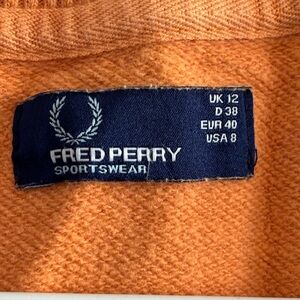 FRED PERRY
SPORTSWEAR
UK 12
D 38
EUR 40
USA 8